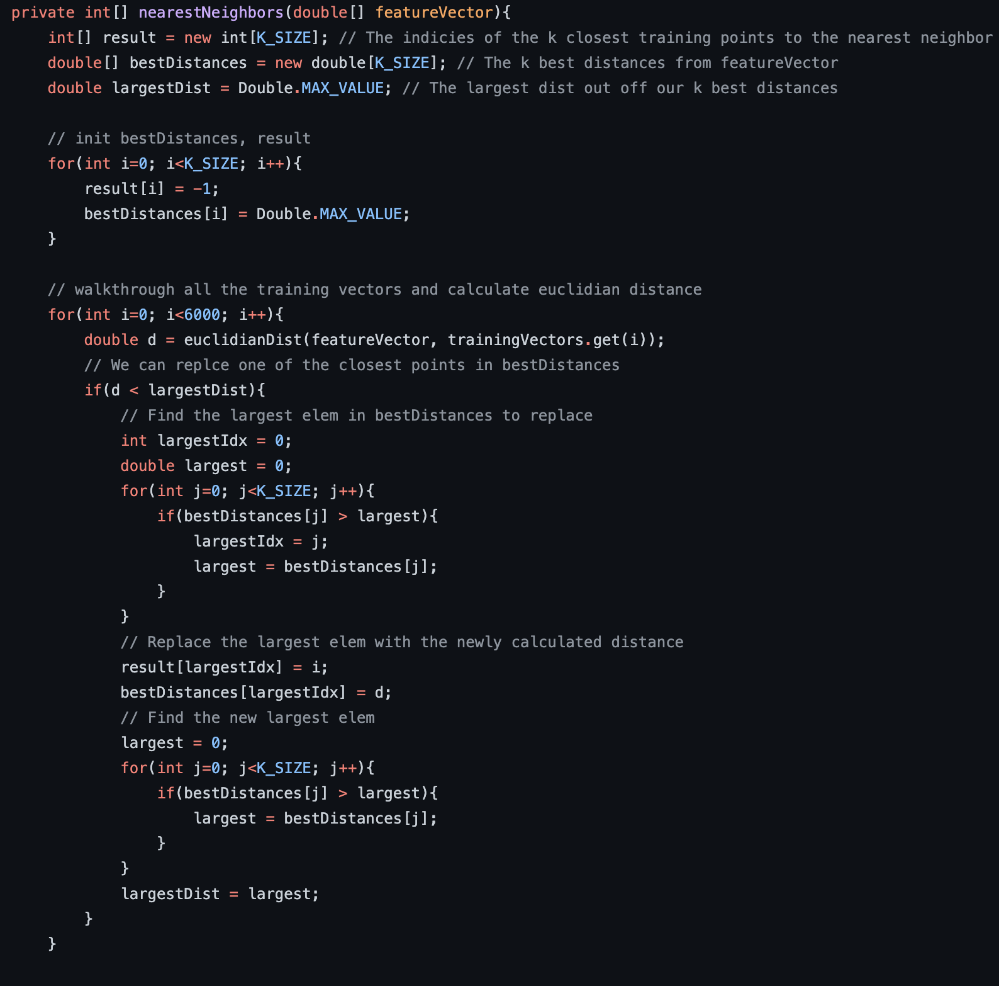 private int[] nearestNeighbors(double[] featureVector){
    int[] result = new int[K_SIZE]; // The indicies of the k closest training points to the nearest neighbor
    double[] bestDistances = new double[K_SIZE]; // The k best distances from featureVector
    double largestDist = Double.MAX_VALUE; // The largest dist out off our k best distances

    // init bestDistances, result
    for(int i=0; i<K_SIZE; i++){
        result[i] = -1;
        bestDistances[i] = Double.MAX_VALUE;
    }

    // walkthrough all the training vectors and calculate euclidian distance
    for(int i=0; i<6000; i++){
        double d = euclidianDist(featureVector, trainingVectors.get(i));
        // We can replce one of the closest points in bestDistances
        if(d < largestDist){
            // Find the largest elem in bestDistances to replace
            int largestIdx = 0;
            double largest = 0;
            for(int j=0; j<K_SIZE; j++){
                if(bestDistances[j] > largest){
                    largestIdx = j;
                    largest = bestDistances[j];
                }
            }
            // Replace the largest elem with the newly calculated distance
            result[largestIdx] = i;
            bestDistances[largestIdx] = d;
            // Find the new largest elem
            largest = 0;
            for(int j=0; j<K_SIZE; j++){
                if(bestDistances[j] > largest){
                    largest = bestDistances[j];
                }
            }
            largestDist = largest;
        }
    }